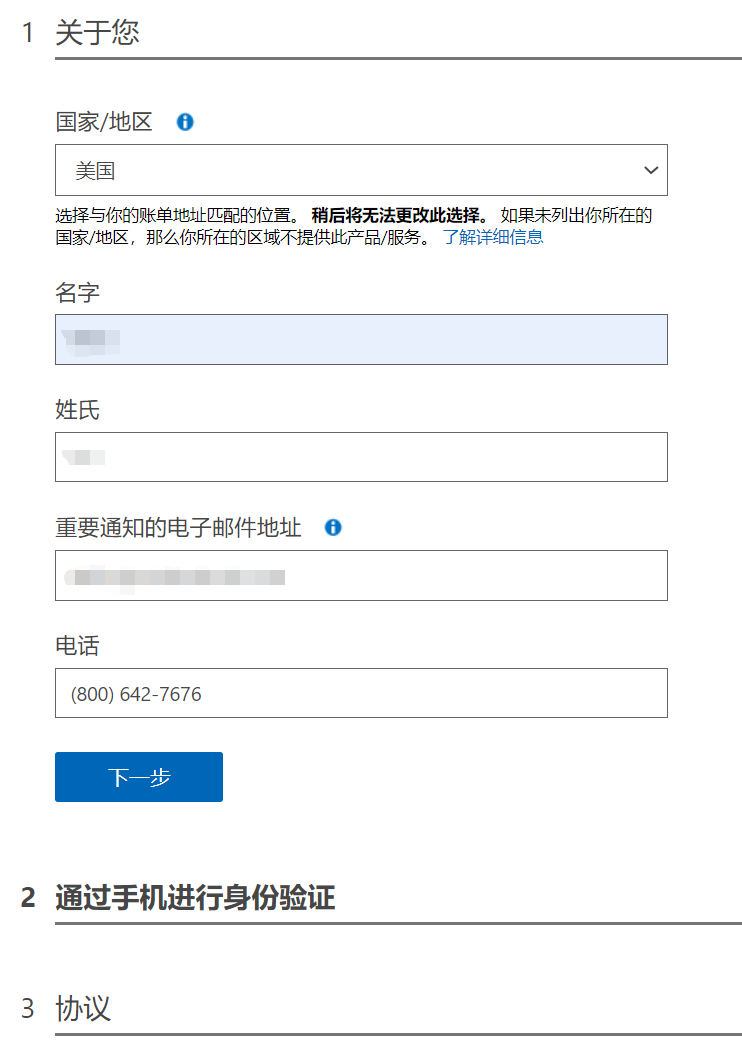 1 关于您
国家/地区
美国
选择与你的账单地址匹配的位置。 稍后将无法更改此选择。 如果未列出你所在的
国家/地区，那么你所在的区域不提供此产品/服务。 了解详细信息
名字
姓氏
重要通知的电子邮件地址
电话
(800) 642-7676
下一步
2 通过手机进行身份验证
3 协议